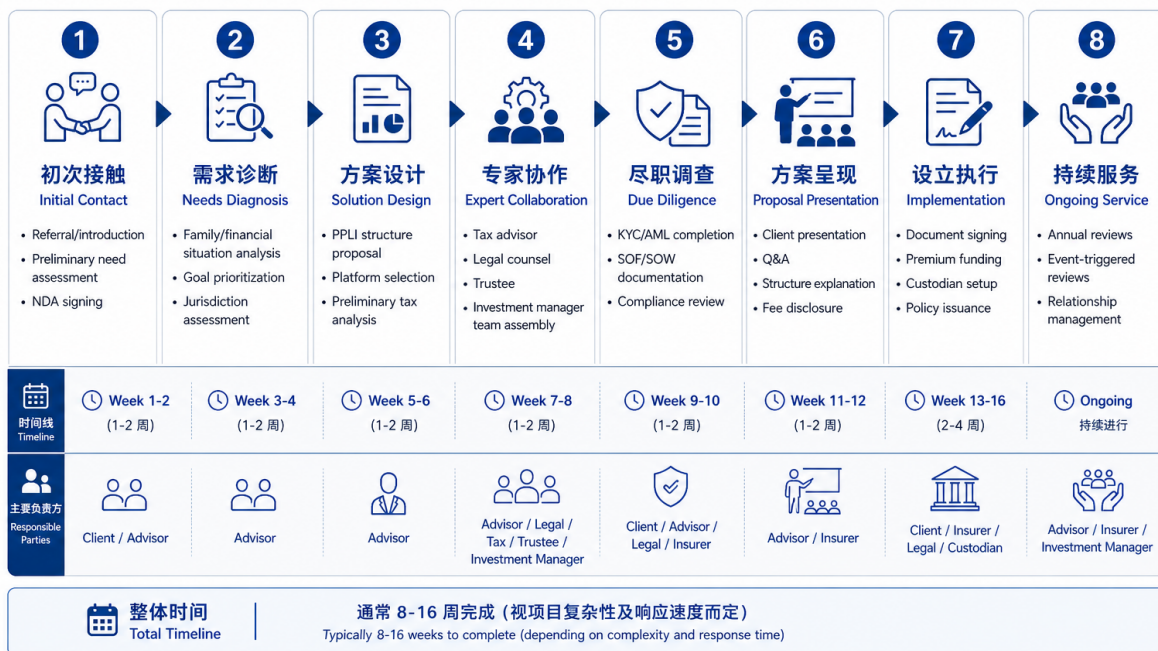 1
2
3
4
5
6
7
8
初次接触
Initial Contact
• Referral/introduction
• Preliminary need
assessment
• NDA signing
需求诊断
Needs Diagnosis
• Family/financial
situation analysis
• Goal prioritization
• Jurisdiction
assessment
方案设计
Solution Design
• PPLI structure
proposal
• Platform selection
• Preliminary tax
analysis
专家协作
Expert Collaboration
• Tax advisor
• Legal counsel
• Trustee
• Investment manager
team assembly
尽职调查
Due Diligence
• KYC/AML completion
• SOF/SOW
documentation
• Compliance review
方案呈现
Proposal Presentation
• Client presentation
• Q&A
• Structure explanation
• Fee disclosure
设立执行
Implementation
• Document signing
• Premium funding
• Custodian setup
• Policy issuance
持续服务
Ongoing Service
• Annual reviews
• Event-triggered
reviews
• Relationship
management
时间线
Timeline
Week 1-2
(1-2 周)
Week 3-4
(1-2 周)
Week 5-6
(1-2 周)
Week 7-8
(1-2 周)
Week 9-10
(1-2 周)
Week 11-12
(1-2 周)
Week 13-16
(2-4 周)
Ongoing
持续进行
主要负责方
Responsible
Parties
Client / Advisor
Advisor
Advisor
Advisor / Legal /
Tax / Trustee /
Investment Manager
Client / Advisor /
Legal / Insurer
Advisor / Insurer
Client / Insurer /
Legal / Custodian
Advisor / Insurer /
Investment Manager
整体时间
Total Timeline
通常 8-16 周完成 (视项目复杂性及响应速度而定)
Typically 8-16 weeks to complete (depending on complexity and response time)